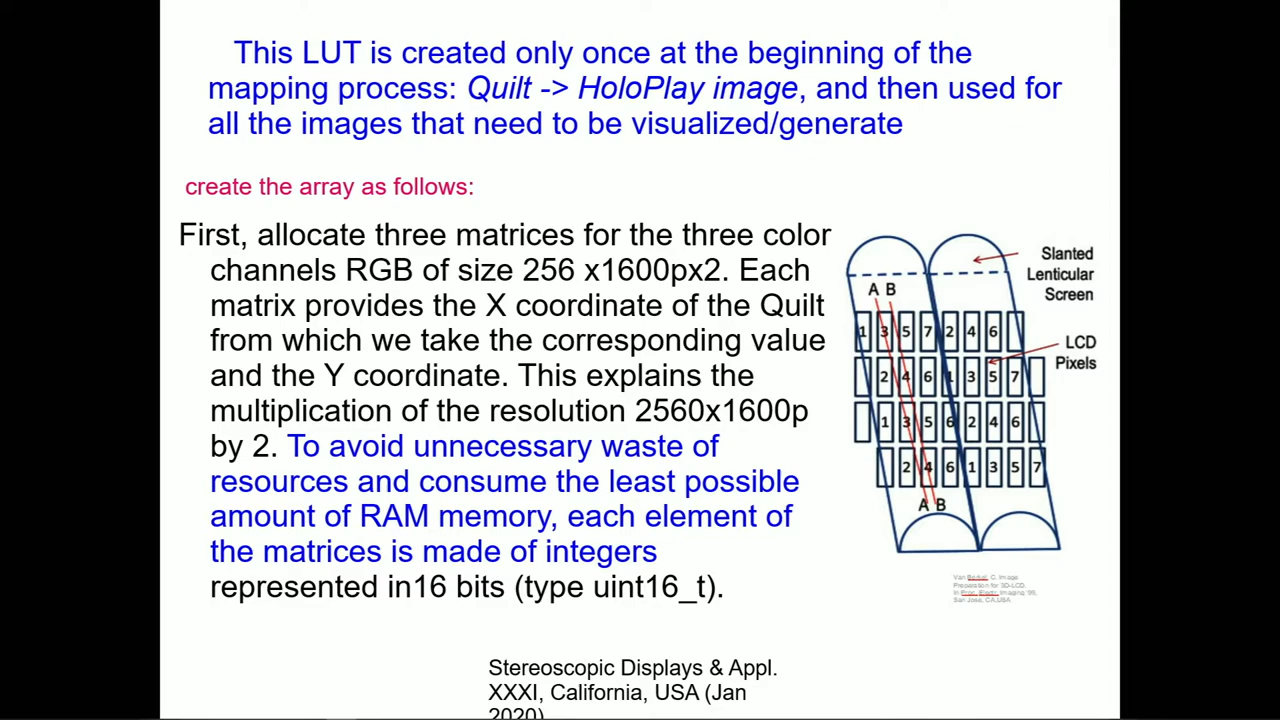 This LUT is created only once at the beginning of the
mapping process: Quilt -> HoloPlay image, and then used for
all the images that need to be visualized/generate
create the array as follows:
First, allocate three matrices for the three color
channels RGB of size 256 x1600px2. Each
matrix provides the X coordinate of the Quilt
from which we take the corresponding value
and the Y coordinate. This explains the
multiplication of the resolution 2560x1600p
by 2. To avoid unnecessary waste of
resources and consume the least possible
amount of RAM memory, each element of
the matrices is made of integers
represented in16 bits (type uint16_t).
Slanted
Lenticular
Screen
A B
1 3 5 7 2 4 6
LCD
Pixels
2 4 6 1 3 5 7
1 3 5 6 2 4 6
2 4 6 1 3 5 7
A B
Van Berkel, C. Image
Preparation for 3D-LCD.
In Proc. Electr. Imaging '99,
San Jose, CA,USA
Stereoscopic Displays & Appl.
XXXI, California, USA (Jan
2020)